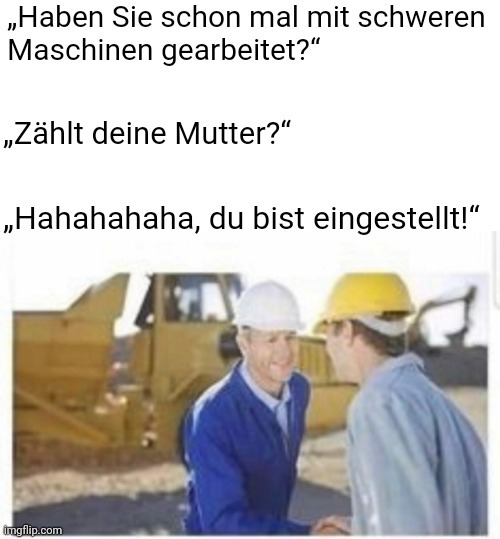 „Haben Sie schon mal mit schweren
Maschinen gearbeitet?“
„Zählt deine Mutter?“
„Hahahahaha, du bist eingestellt!“
imgflip.com